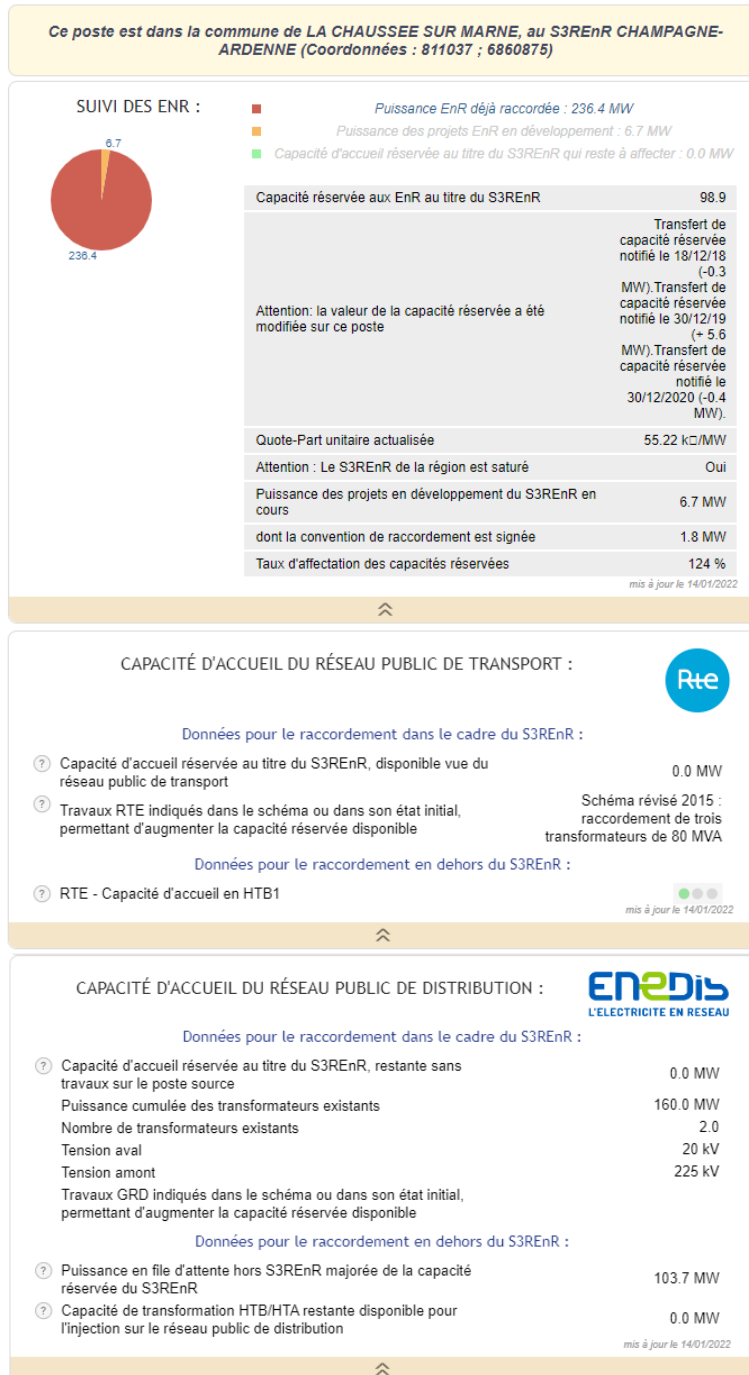 Ce poste est dans la commune de LA CHAUSSEE SUR MARNE, au S3REnR CHAMPAGNE-
ARDENNE (Coordonnées : 811037 ; 6860875)
SUIVI DES ENR :
6.7
236.4
Puissance EnR déjà raccordée : 236.4 MW
Puissance des projets EnR en développement : 6.7 MW
Capacité d'accueil réservée au titre du S3REnR qui reste à affecter : 0.0 MW
Capacité réservée aux EnR au titre du S3REnR 98.9
Attention: la valeur de la capacité réservée a été
modifiée sur ce poste
Transfert de
capacité réservée
notifié le 18/12/18
(-0.3
MW).Transfert de
capacité réservée
notifié le 30/12/19
(+ 5.6
MW).Transfert de
capacité réservée
notifié le
30/12/2020 (-0.4
MW).
Quote-Part unitaire actualisée 55.22 k□/MW
Attention : Le S3REnR de la région est saturé Oui
Puissance des projets en développement du S3REnR en
cours 6.7 MW
dont la convention de raccordement est signée 1.8 MW
Taux d'affectation des capacités réservées 124 %
mis à jour le 14/01/2022
CAPACITÉ D'ACCUEIL DU RÉSEAU PUBLIC DE TRANSPORT :
Rte
Données pour le raccordement dans le cadre du S3REnR :
? Capacité d'accueil réservée au titre du S3REnR, disponible vue du
réseau public de transport 0.0 MW
? Travaux RTE indiqués dans le schéma ou dans son état initial,
permettant d'augmenter la capacité réservée disponible
Schéma révisé 2015 :
raccordement de trois
transformateurs de 80 MVA
Données pour le raccordement en dehors du S3REnR :
? RTE - Capacité d'accueil en HTB1
mis à jour le 14/01/2022
CAPACITÉ D'ACCUEIL DU RÉSEAU PUBLIC DE DISTRIBUTION :
ENEDIS
L'ELECTRICITE EN RESEAU
Données pour le raccordement dans le cadre du S3REnR :
? Capacité d'accueil réservée au titre du S3REnR, restante sans
travaux sur le poste source 0.0 MW
Puissance cumulée des transformateurs existants 160.0 MW
Nombre de transformateurs existants 2.0
Tension aval 20 kV
Tension amont 225 kV
Travaux GRD indiqués dans le schéma ou dans son état initial,
permettant d'augmenter la capacité réservée disponible
Données pour le raccordement en dehors du S3REnR :
? Puissance en file d'attente hors S3REnR majorée de la capacité
réservée du S3REnR 103.7 MW
? Capacité de transformation HTB/HTA restante disponible pour
l'injection sur le réseau public de distribution 0.0 MW
mis à jour le 14/01/2022